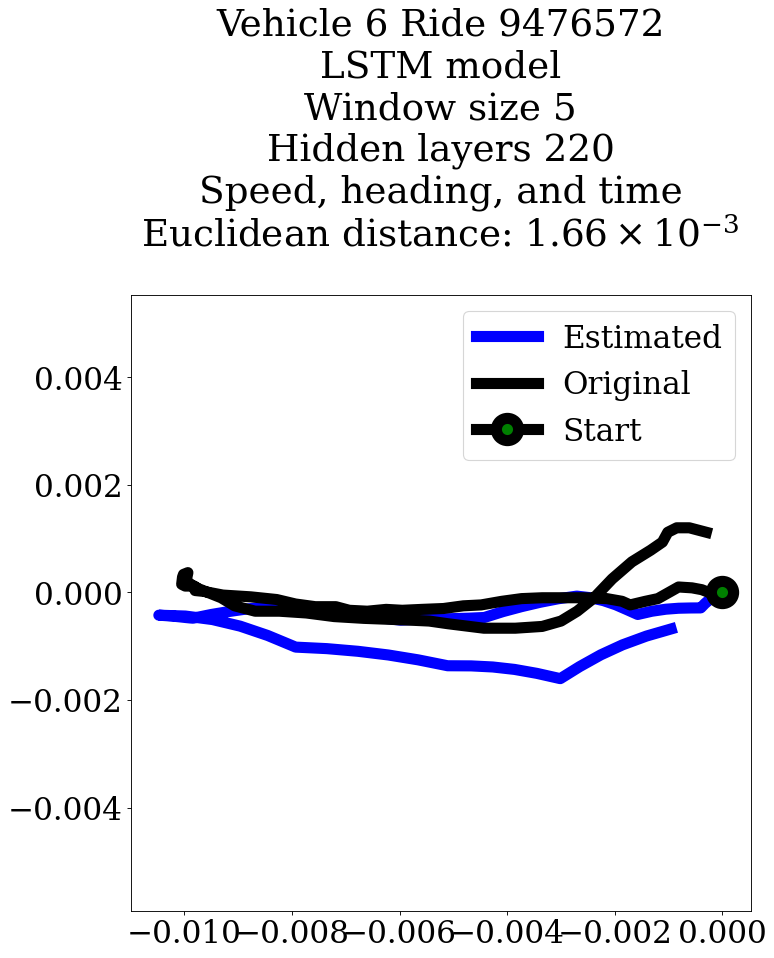 Vehicle 6 Ride 9476572
LSTM model
Window size 5
Hidden layers 220
Speed, heading, and time
Euclidean distance: 1.66 × 10⁻³
Estimated
Original
Start
0.004
0.002
0.000
−0.002
−0.004
−0.010 −0.008 −0.006 −0.004 −0.002 0.000